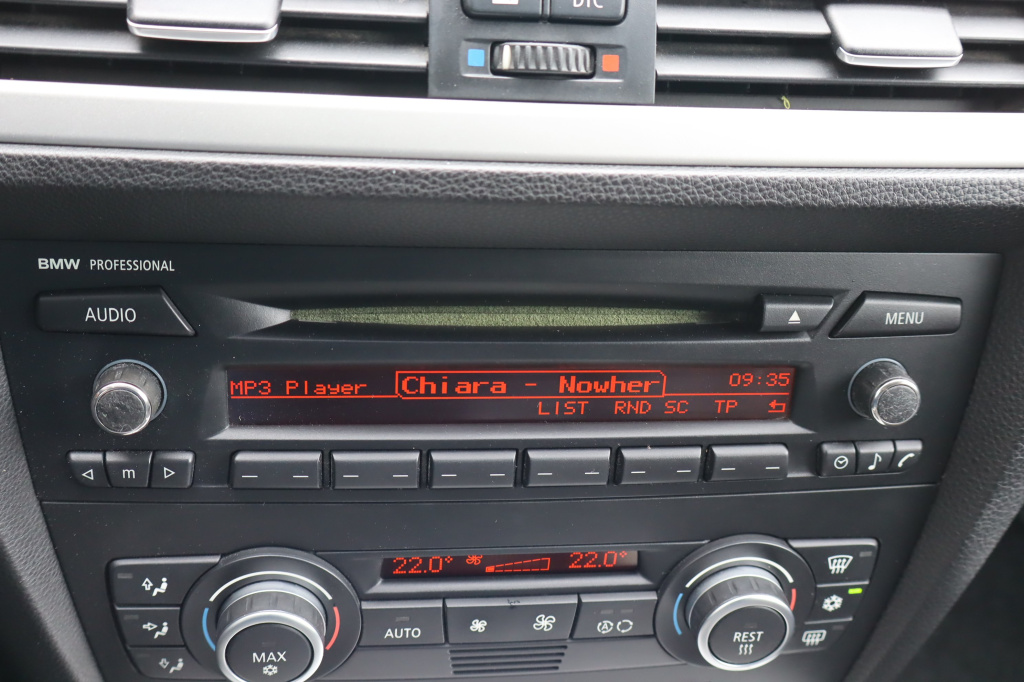 DTC
BMW PROFESSIONAL
AUDIO
MENU
MP3 Player Chiara - Nowher 09:35
LIST RND SC TP
m
22.0° 22.0°
AUTO
A
MAX
REST